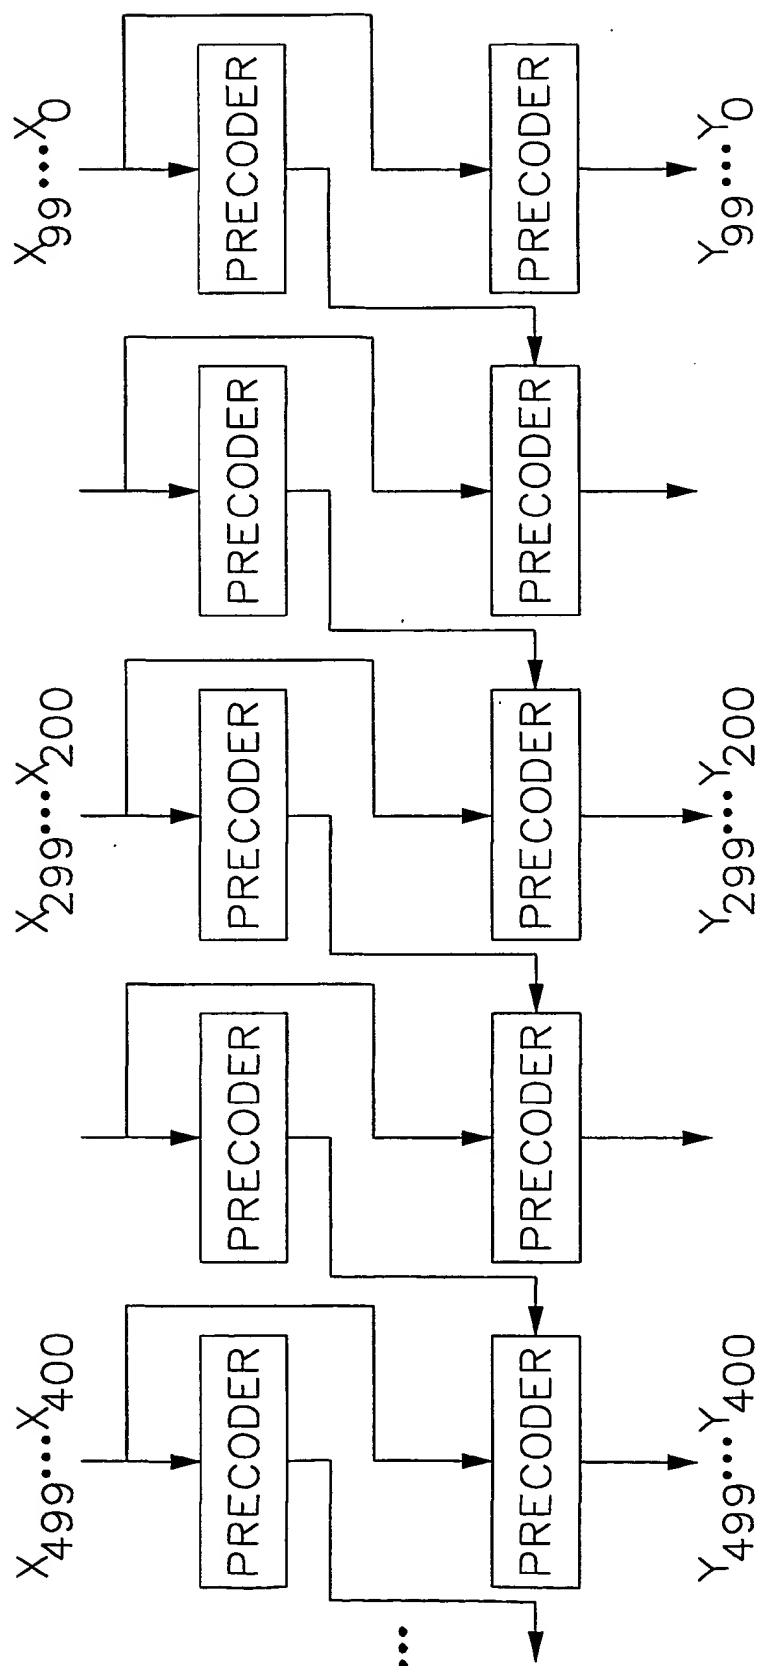 X499....X400
X299....X200
X99....X0
PRECODER
PRECODER
PRECODER
PRECODER
PRECODER
...
PRECODER
PRECODER
PRECODER
PRECODER
PRECODER
Y499....Y400
Y299....Y200
Y99....Y0